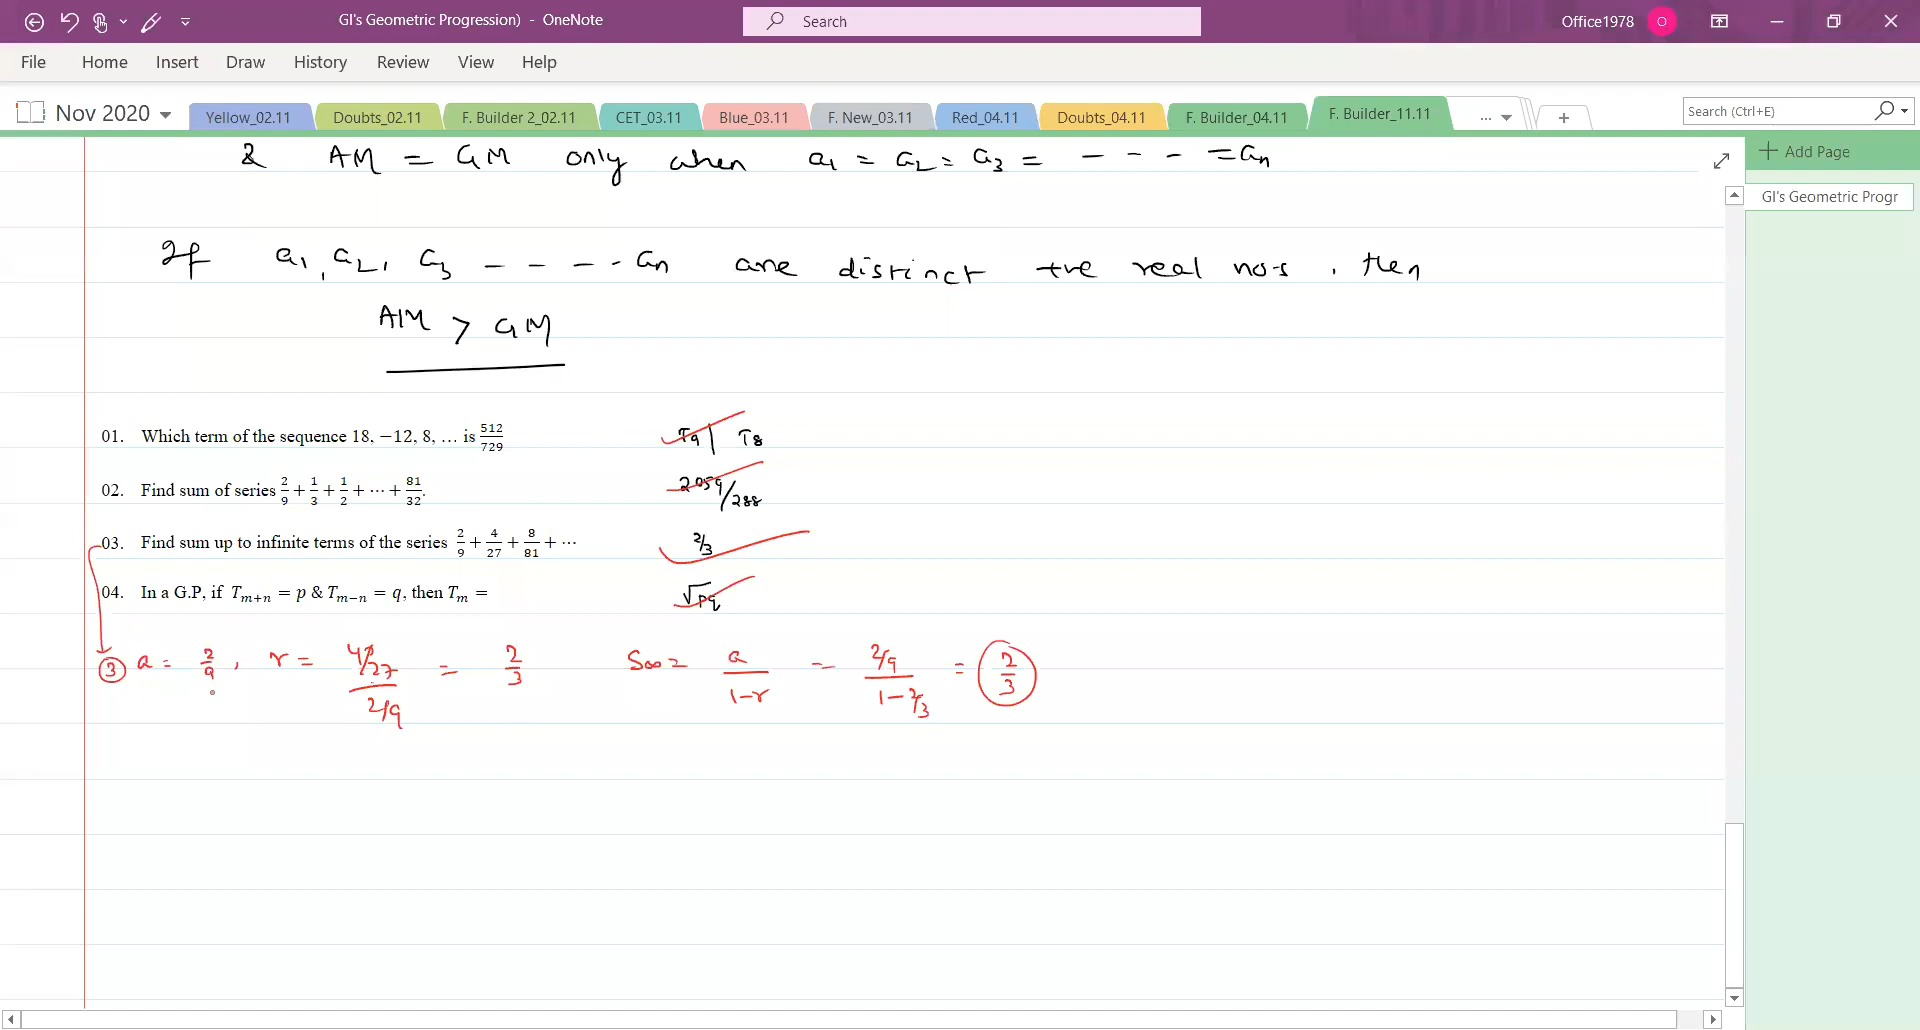 GI's Geometric Progression) - OneNote
Search
Office1978
O
File Home Insert Draw History Review View Help
Nov 2020
Yellow_02.11
Doubts_02.11
F. Builder 2_02.11
CET_03.11
Blue_03.11
F. New_03.11
Red_04.11
Doubts_04.11
F. Builder_04.11
F. Builder_11.11
...
+
Search (Ctrl+E)
+ Add Page
GI's Geometric Progr
& AM = GM only when a₁ = a₂ = a₃ = - - - = aₙ
If a₁, a₂, a₃ - - - - aₙ are distinct +ve real nos, then
AM > GM
01. Which term of the sequence 18, −12, 8, … is 512/729 T9 | T8
02. Find sum of series 2/9 + 1/3 + 1/2 + ⋯ + 81/32. 2059/288
03. Find sum up to infinite terms of the series 2/9 + 4/27 + 8/81 + ⋯ 2/3
04. In a G.P, if Tₘ₊ₙ = p & Tₘ₋ₙ = q, then Tₘ = √pq
③ a = 2/9, r = (4/27)/(2/9) = 2/3 S∞ = a/(1-r) = (2/9)/(1-2/3) = 2/3